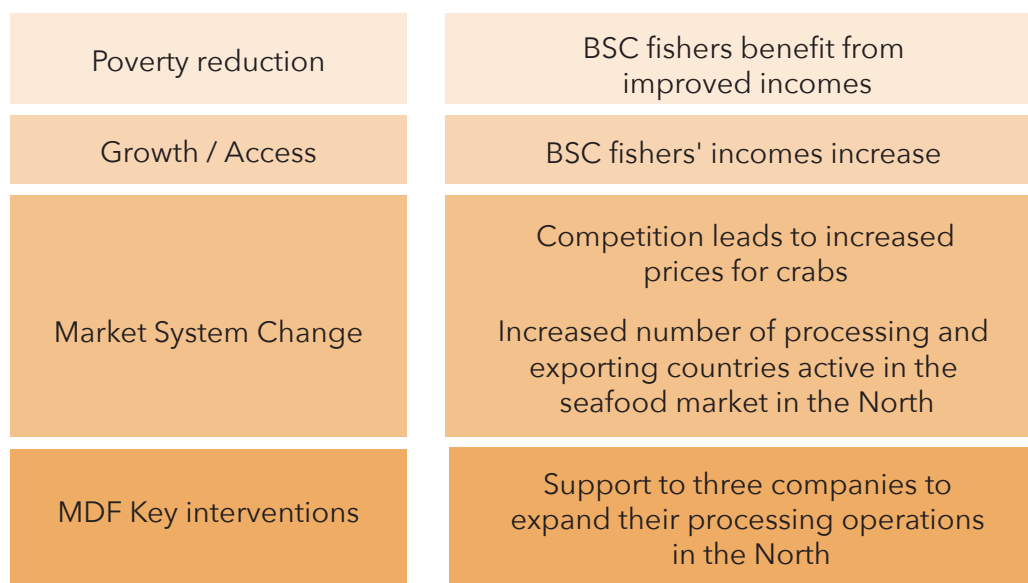 Poverty reduction
BSC fishers benefit from
improved incomes
Growth / Access
BSC fishers' incomes increase
Market System Change
Competition leads to increased
prices for crabs
Increased number of processing and
exporting countries active in the
seafood market in the North
MDF Key interventions
Support to three companies to
expand their processing operations
in the North